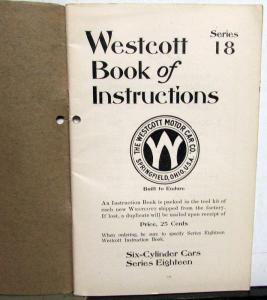 Westcott
Series
18
Book of
Instructions
THE WESTCOTT MOTOR CAR CO.
W
SPRINGFIELD, OHIO, U.S.A.
Built to Endure
An Instruction Book is packed in the tool kit of
each new WESTCOTT shipped from the factory.
If lost, a duplicate will be mailed upon receipt of
Price, 25 Cents
When ordering, be sure to specify Series Eighteen
Westcott Instruction Book.
Six-Cylinder Cars
Series Eighteen